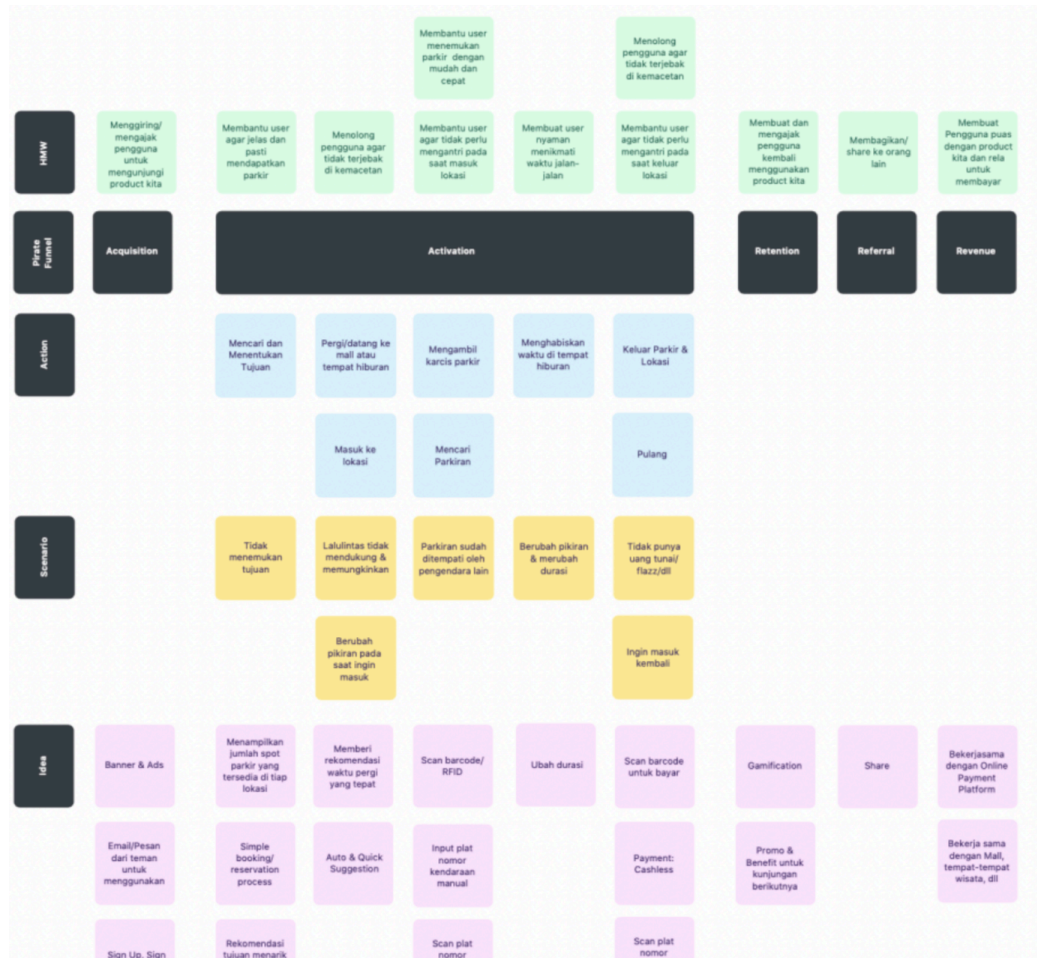 Membantu user
menemukan
parkir dengan
mudah dan
cepat
Menolong
pengguna agar
tidak terjebak
di kemacetan
HMW
Menggiring/
mengajak
pengguna
untuk
mengunjungi
product kita
Membantu user
agar jelas dan
pasti
mendapatkan
parkir
Menolong
pengguna agar
tidak terjebak
di kemacetan
Membantu user
agar tidak perlu
mengantri pada
saat masuk
lokasi
Membuat user
nyaman
menikmati
waktu jalan-
jalan
Membantu user
agar tidak perlu
mengantri pada
saat keluar
lokasi
Membuat dan
mengajak
pengguna
kembali
menggunakan
product kita
Membagikan/
share ke orang
lain
Membuat
Pengguna puas
dengan product
kita dan rela
untuk
membayar
Pirate
Funnel
Acquisition
Activation
Retention
Referral
Revenue
Action
Mencari dan
Menentukan
Tujuan
Pergi/datang ke
mall atau
tempat hiburan
Mengambil
karcis parkir
Menghabiskan
waktu di tempat
hiburan
Keluar Parkir &
Lokasi
Masuk ke
lokasi
Mencari
Parkiran
Pulang
Scenario
Tidak
menemukan
tujuan
Lalulintas tidak
mendukung &
memungkinkan
Parkiran sudah
ditempati oleh
pengendara lain
Berubah pikiran
& merubah
durasi
Tidak punya
uang tunai/
flazz/dll
Berubah
pikiran pada
saat ingin
masuk
Ingin masuk
kembali
Idea
Banner & Ads
Menampilkan
jumlah spot
parkir yang
tersedia di tiap
lokasi
Memberi
rekomendasi
waktu pergi
yang tepat
Scan barcode/
RFID
Ubah durasi
Scan barcode
untuk bayar
Gamification
Share
Bekerjasama
dengan Online
Payment
Platform
Email/Pesan
dari teman
untuk
menggunakan
Simple
booking/
reservation
process
Auto & Quick
Suggestion
Input plat
nomor
kendaraan
manual
Payment:
Cashless
Promo &
Benefit untuk
kunjungan
berikutnya
Bekerja sama
dengan Mall,
tempat-tempat
wisata, dll
Sign Up, Sign
Rekomendasi
tujuan menarik
Scan plat
nomor
Scan plat
nomor